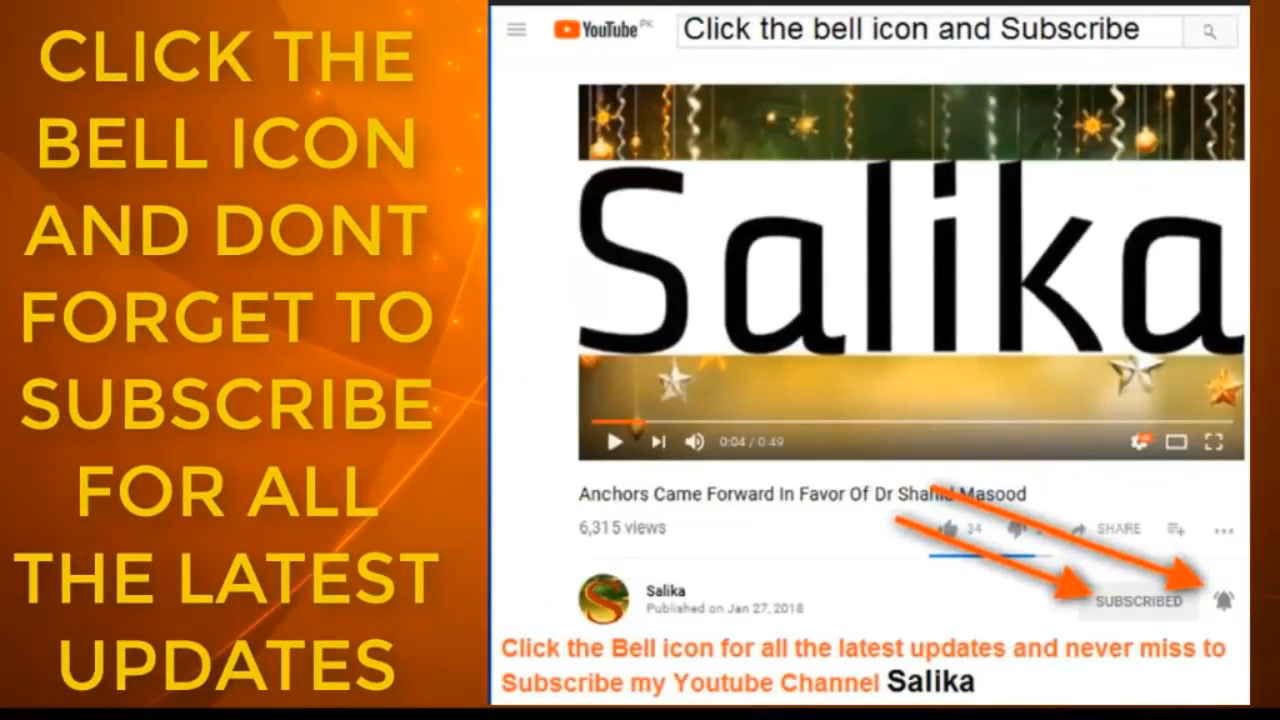 CLICK THE
BELL ICON
AND DONT
FORGET TO
SUBSCRIBE
FOR ALL
THE LATEST
UPDATES
YouTube PK
Click the bell icon and Subscribe
Salika
0:04 / 0:49
Anchors Came Forward In Favor Of Dr Shahid Masood
6,315 views
34
SHARE
Salika
Published on Jan 27, 2018
SUBSCRIBED
Click the Bell icon for all the latest updates and never miss to
Subscribe my Youtube Channel Salika